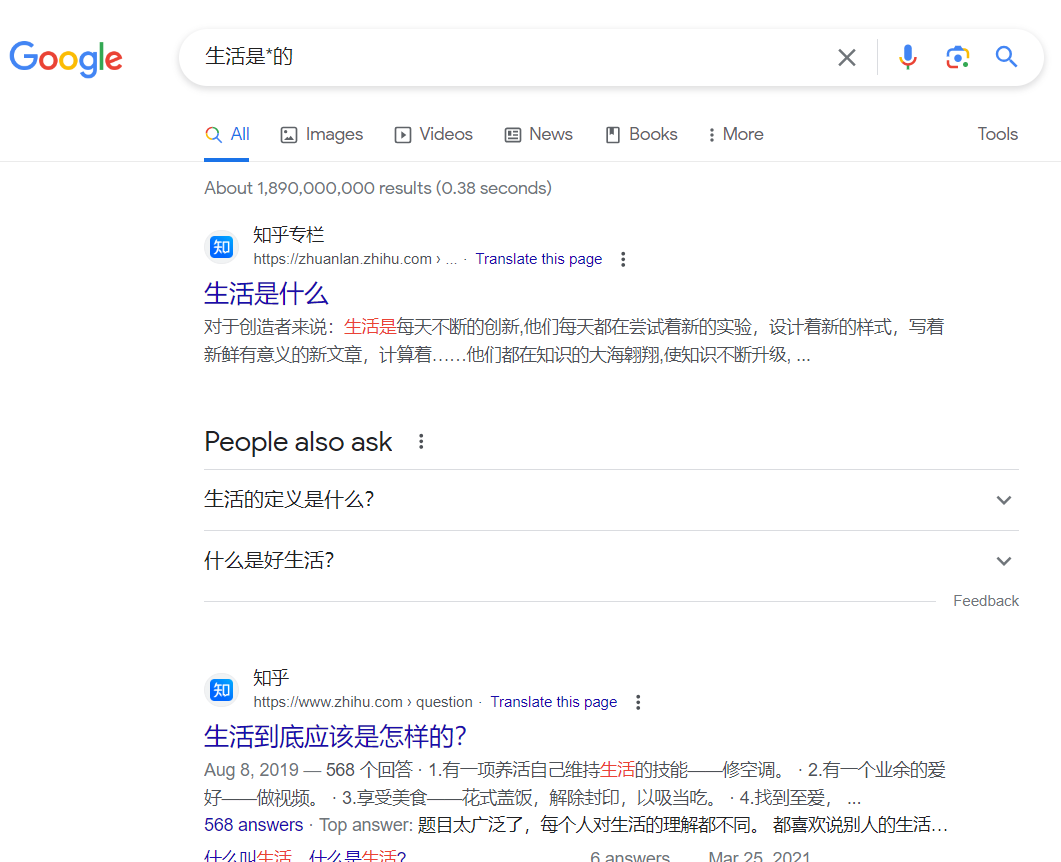 Google
生活是*的
All Images Videos News Books More Tools
About 1,890,000,000 results (0.38 seconds)
知 知乎专栏
https://zhuanlan.zhihu.com › ... · Translate this page
生活是什么
对于创造者来说：生活是每天不断的创新,他们每天都在尝试着新的实验，设计着新的样式，写着
新鲜有意义的新文章，计算着……他们都在知识的大海翱翔,使知识不断升级, ...
People also ask
生活的定义是什么？
什么是好生活？
Feedback
知 知乎
https://www.zhihu.com › question · Translate this page
生活到底应该是怎样的？
Aug 8, 2019 — 568 个回答 · 1.有一项养活自己维持生活的技能——修空调。 · 2.有一个业余的爱
好——做视频。 · 3.享受美食——花式盖饭，解除封印，以吸当吃。 · 4.找到至爱， ...
568 answers · Top answer: 题目太广泛了，每个人对生活的理解都不同。 都喜欢说别人的生活…
什么叫生活，什么是生活？ 6 answers Mar 25, 2021